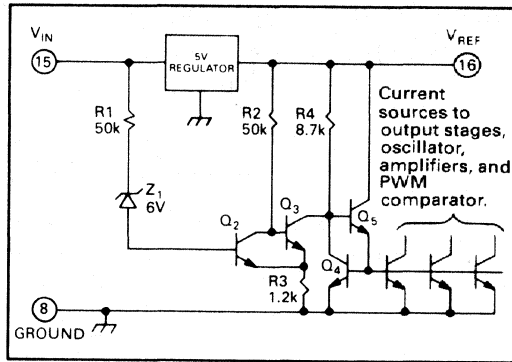 VIN
15
5V
REGULATOR
VREF
16
R1
50k
R2
50k
R4
8.7k
Current
sources to
output stages,
oscillator,
amplifiers, and
PWM
comparator.
Z1
6V
Q2
Q3
Q5
Q4
R3
1.2k
8
GROUND